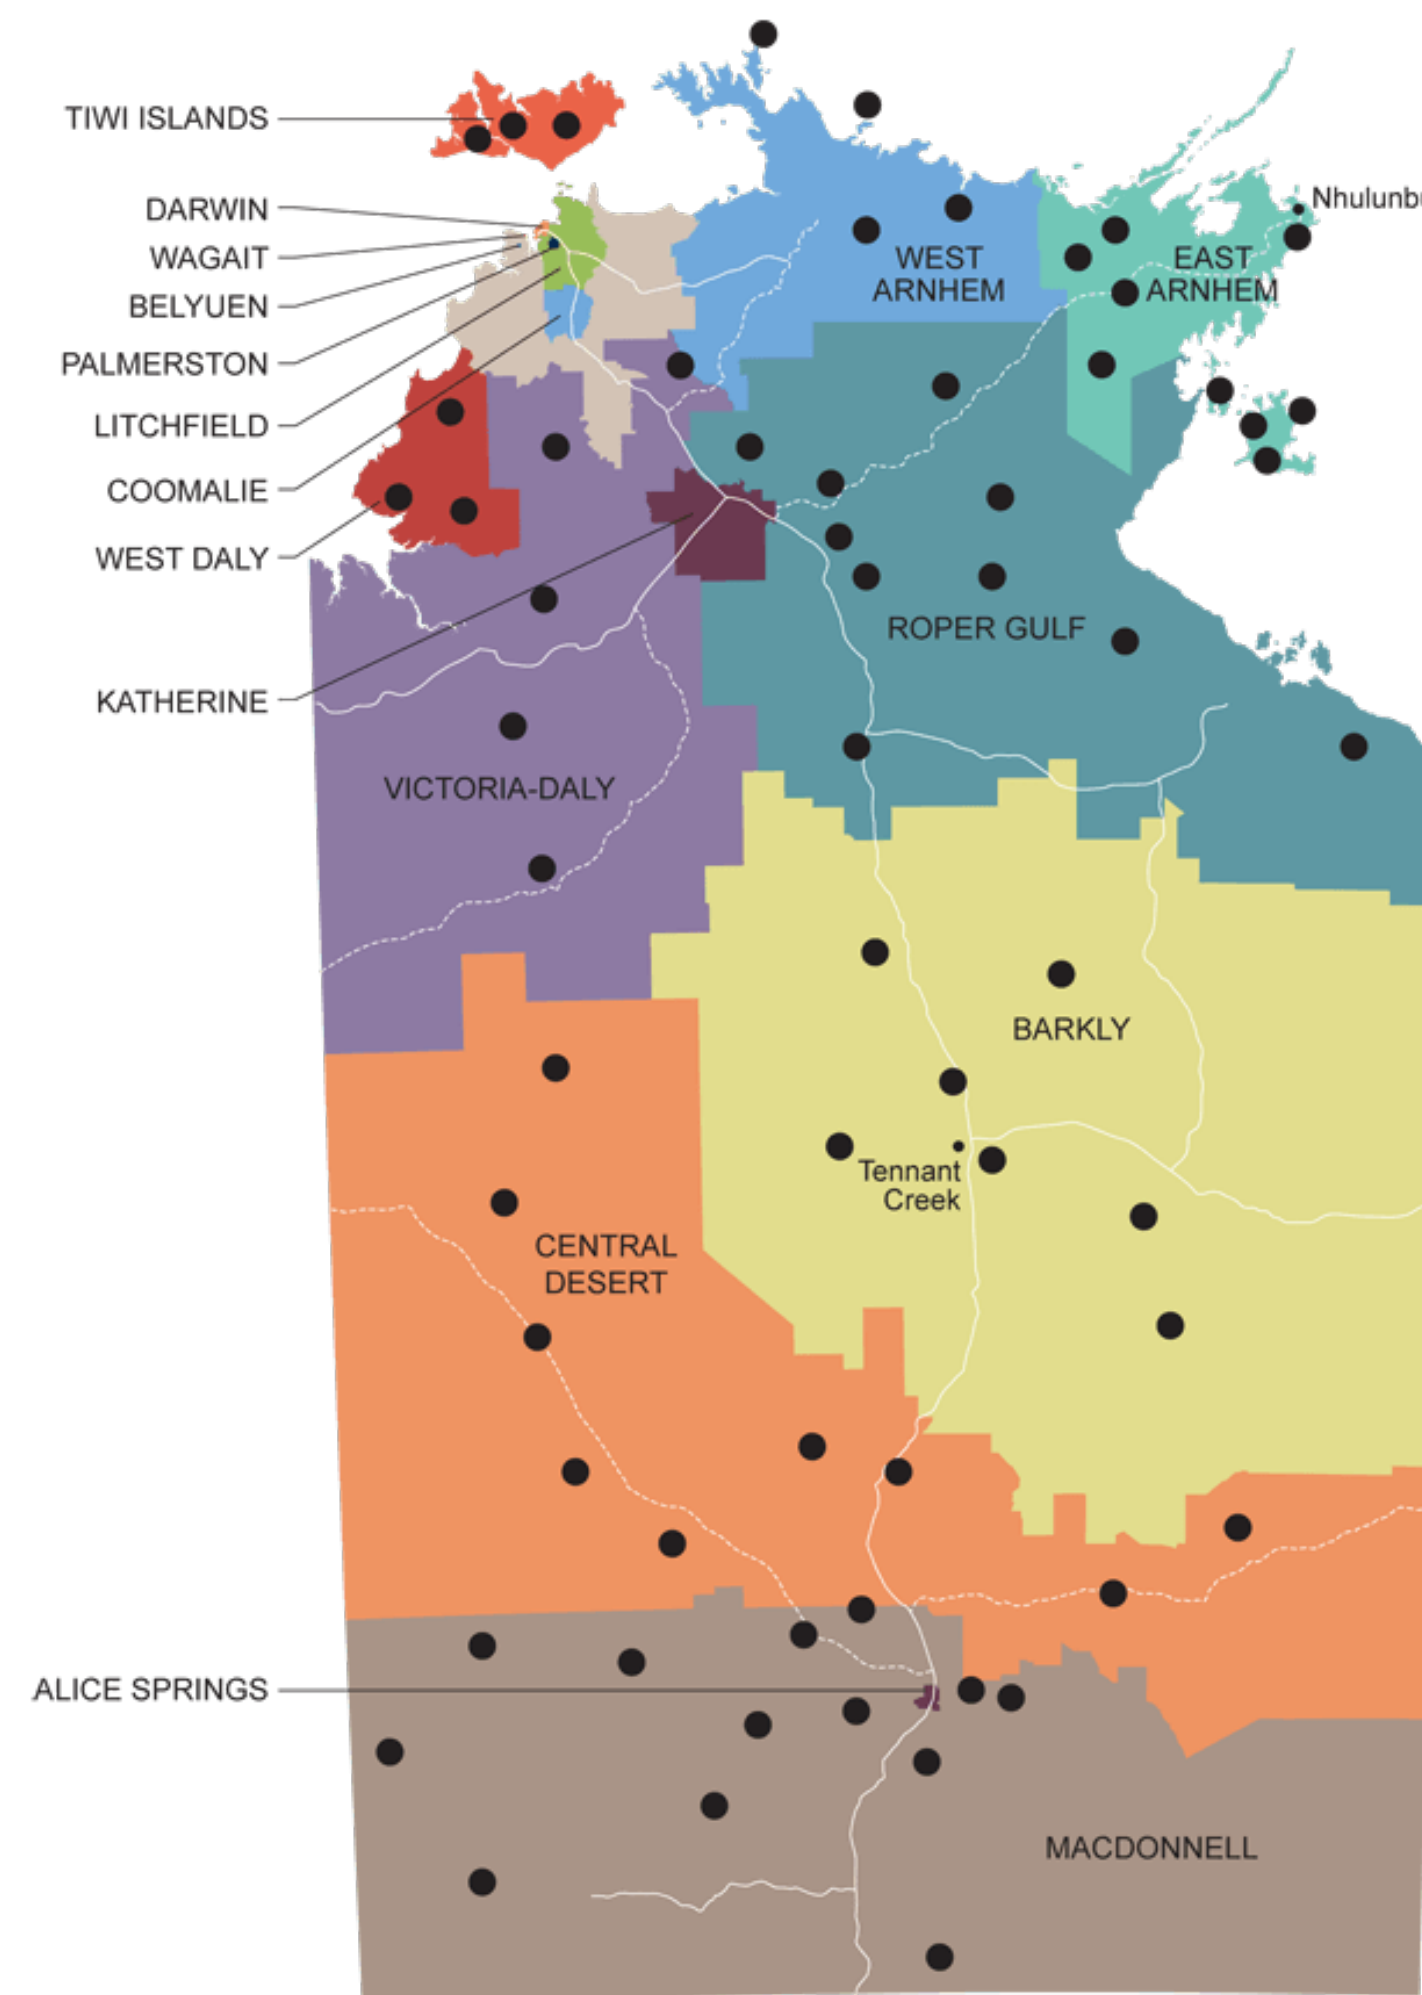 TIWI ISLANDS
DARWIN
WAGAIT
BELYUEN
PALMERSTON
LITCHFIELD
COOMALIE
WEST DALY
KATHERINE
Nhulunbu
WEST
ARNHEM
EAST
ARNHEM
ROPER GULF
VICTORIA-DALY
BARKLY
Tennant
Creek
CENTRAL
DESERT
ALICE SPRINGS
MACDONNELL